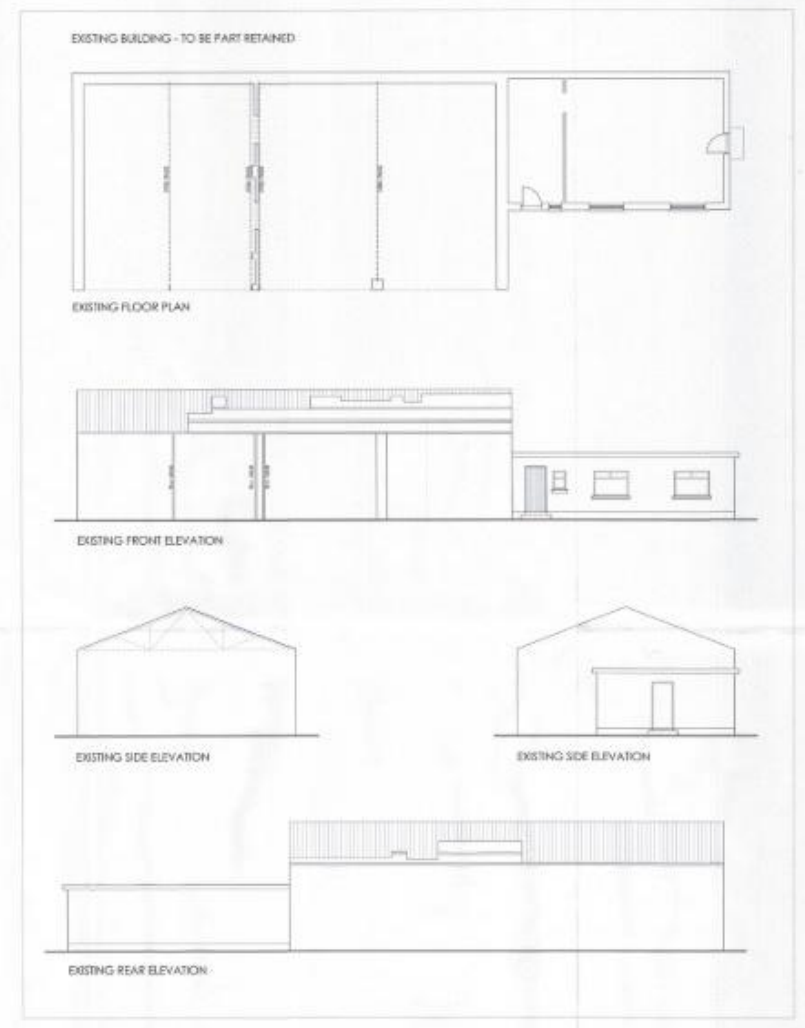 EXISTING BUILDING - TO BE PART RETAINED
EXISTING FLOOR PLAN
EXISTING FRONT ELEVATION
EXISTING SIDE ELEVATION
EXISTING SIDE ELEVATION
EXISTING REAR ELEVATION